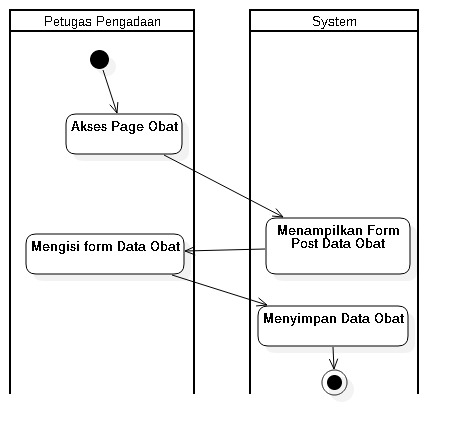 Petugas Pengadaan
System
Akses Page Obat
Menampilkan Form
Post Data Obat
Mengisi form Data Obat
Menyimpan Data Obat